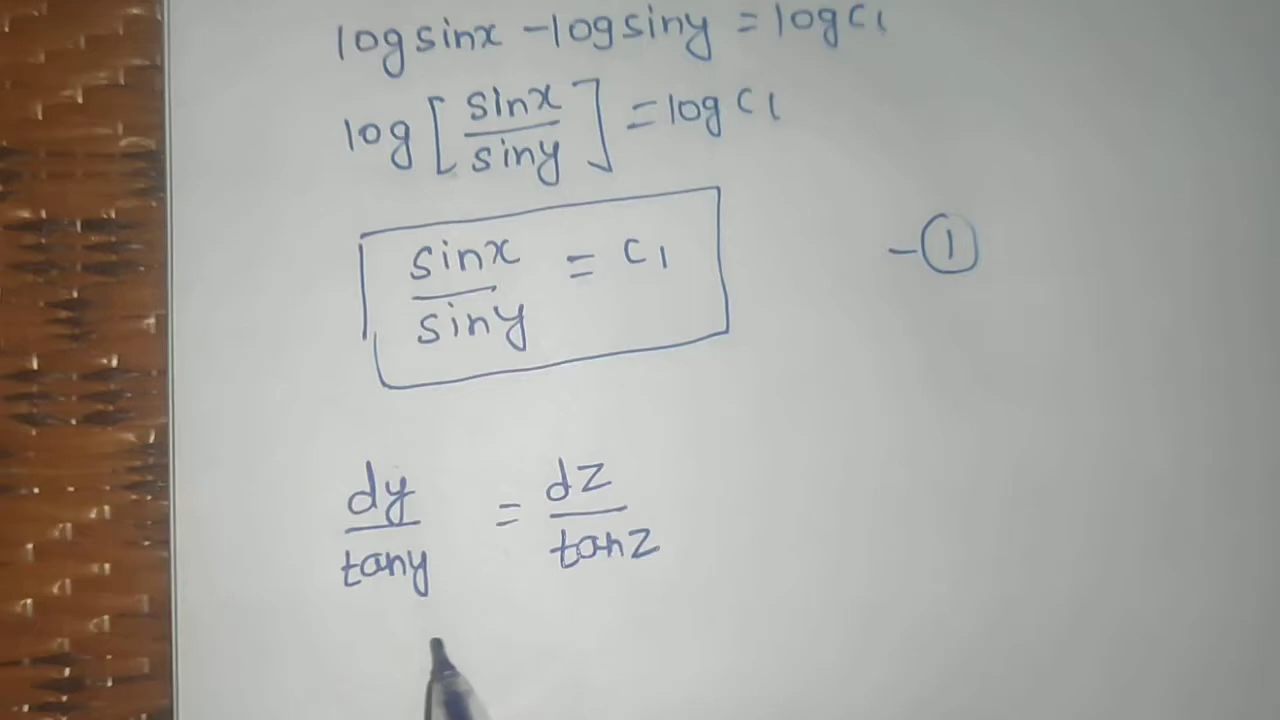 log sinx - log siny = log c1
log [ sinx / siny ] = log c1
sinx / siny = c1 - ①
dy / tany = dz / tanz